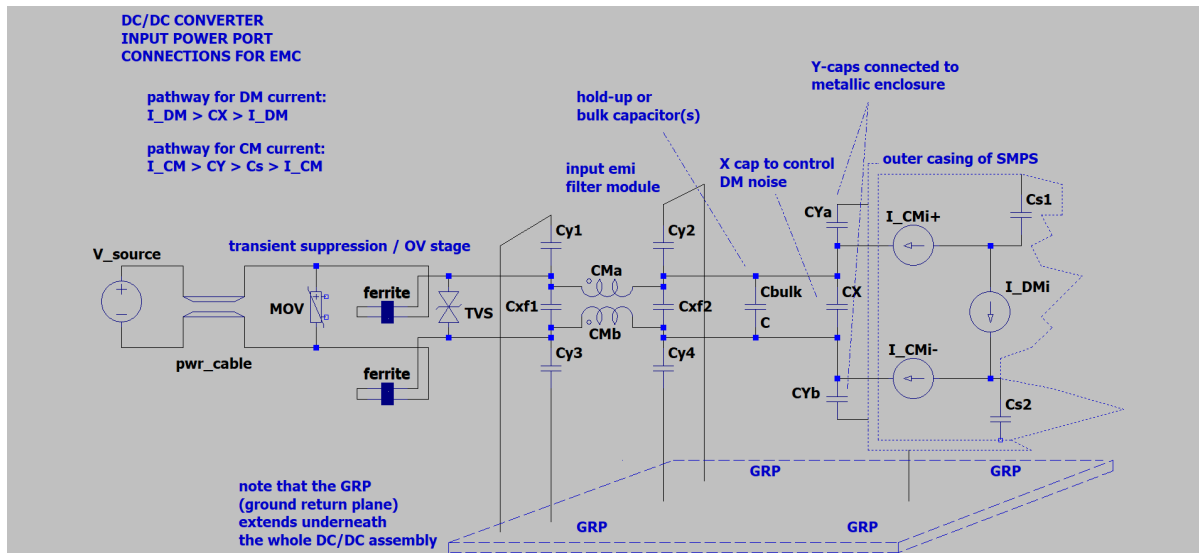 DC/DC CONVERTER
INPUT POWER PORT
CONNECTIONS FOR EMC
pathway for DM current:
I_DM > CX > I_DM
pathway for CM current:
I_CM > CY > Cs > I_CM
hold-up or
bulk capacitor(s)
Y-caps connected to
metallic enclosure
input emi
filter module
X cap to control
DM noise
outer casing of SMPS
transient suppression / OV stage
V_source
pwr_cable
MOV
ferrite
ferrite
TVS
Cy1
Cxf1
Cy3
CMa
CMb
Cy2
Cxf2
Cy4
Cbulk
C
CYa
CX
CYb
I_CMi+
I_CMi-
I_DMi
Cs1
Cs2
note that the GRP
(ground return plane)
extends underneath
the whole DC/DC assembly
GRP
GRP
GRP
GRP